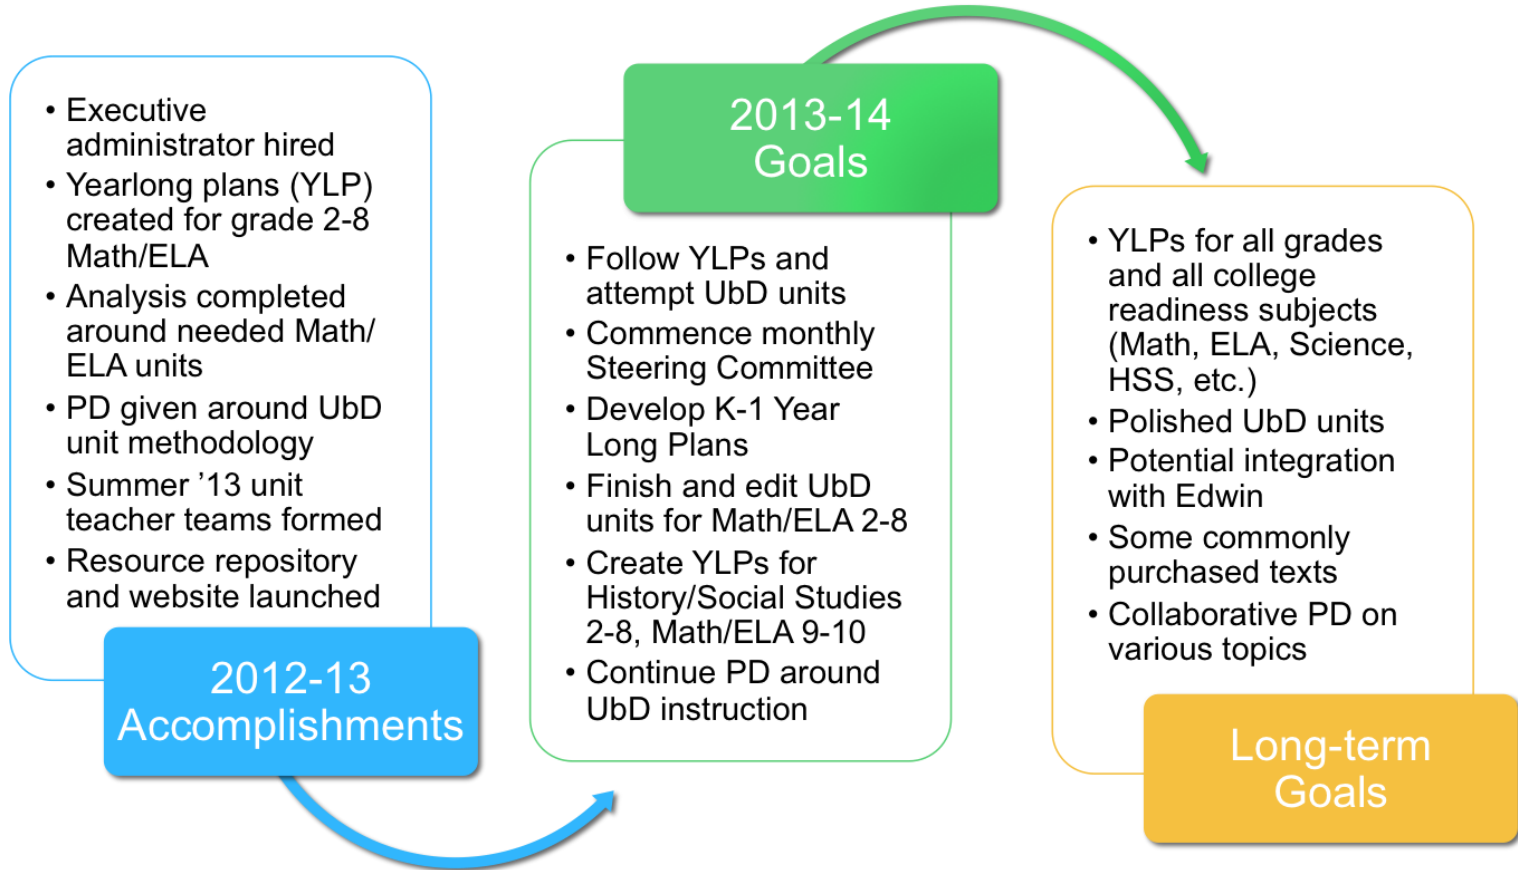 • Executive
administrator hired
• Yearlong plans (YLP)
created for grade 2-8
Math/ELA
• Analysis completed
around needed Math/
ELA units
• PD given around UbD
unit methodology
• Summer ’13 unit
teacher teams formed
• Resource repository
and website launched
2012-13
Accomplishments
2013-14
Goals
• Follow YLPs and
attempt UbD units
• Commence monthly
Steering Committee
• Develop K-1 Year
Long Plans
• Finish and edit UbD
units for Math/ELA 2-8
• Create YLPs for
History/Social Studies
2-8, Math/ELA 9-10
• Continue PD around
UbD instruction
• YLPs for all grades
and all college
readiness subjects
(Math, ELA, Science,
HSS, etc.)
• Polished UbD units
• Potential integration
with Edwin
• Some commonly
purchased texts
• Collaborative PD on
various topics
Long-term
Goals